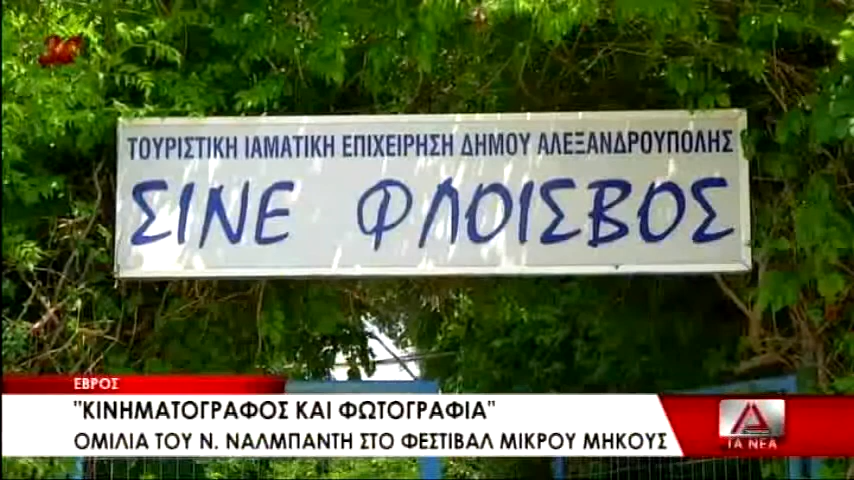 ΤΟΥΡΙΣΤΙΚΗ ΙΑΜΑΤΙΚΗ ΕΠΙΧΕΙΡΗΣΗ ΔΗΜΟΥ ΑΛΕΞΑΝΔΡΟΥΠΟΛΗΣ
ΣΙΝΕ ΦΛΟΙΣΒΟΣ
ΕΒΡΟΣ
"ΚΙΝΗΜΑΤΟΓΡΑΦΟΣ ΚΑΙ ΦΩΤΟΓΡΑΦΙΑ"
ΟΜΙΛΙΑ ΤΟΥ Ν. ΝΑΛΜΠΑΝΤΗ ΣΤΟ ΦΕΣΤΙΒΑΛ ΜΙΚΡΟΥ ΜΗΚΟΥΣ
ΤΑ ΝΕΑ